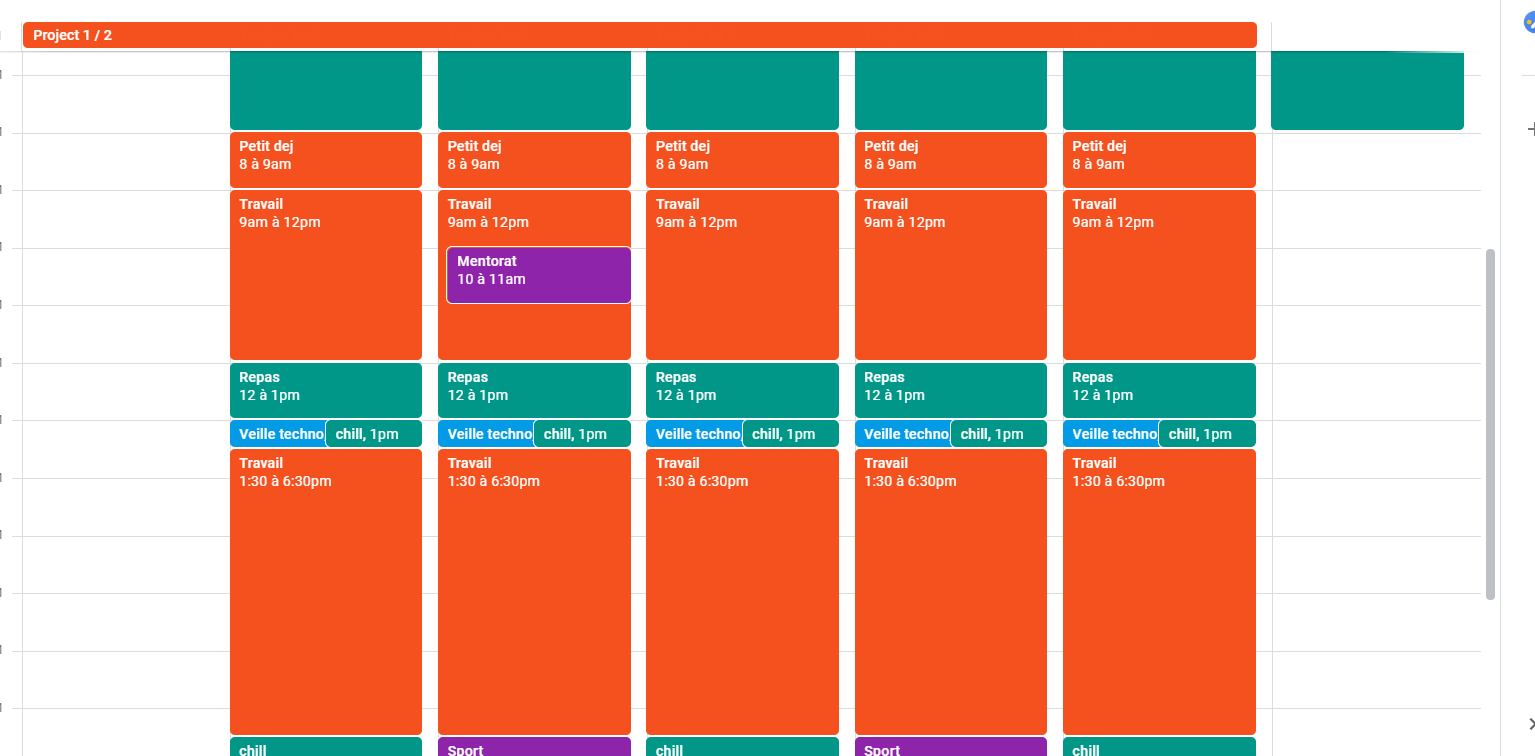 Project 1 / 2
Petit dej
8 à 9am
Petit dej
8 à 9am
Petit dej
8 à 9am
Petit dej
8 à 9am
Petit dej
8 à 9am
Travail
9am à 12pm
Travail
9am à 12pm
Travail
9am à 12pm
Travail
9am à 12pm
Travail
9am à 12pm
Mentorat
10 à 11am
Repas
12 à 1pm
Repas
12 à 1pm
Repas
12 à 1pm
Repas
12 à 1pm
Repas
12 à 1pm
Veille techno
chill, 1pm
Veille techno
chill, 1pm
Veille techno,
chill, 1pm
Veille techno
chill, 1pm
Veille techno
chill, 1pm
Travail
1:30 à 6:30pm
Travail
1:30 à 6:30pm
Travail
1:30 à 6:30pm
Travail
1:30 à 6:30pm
Travail
1:30 à 6:30pm
chill
Sport
chill
Sport
chill